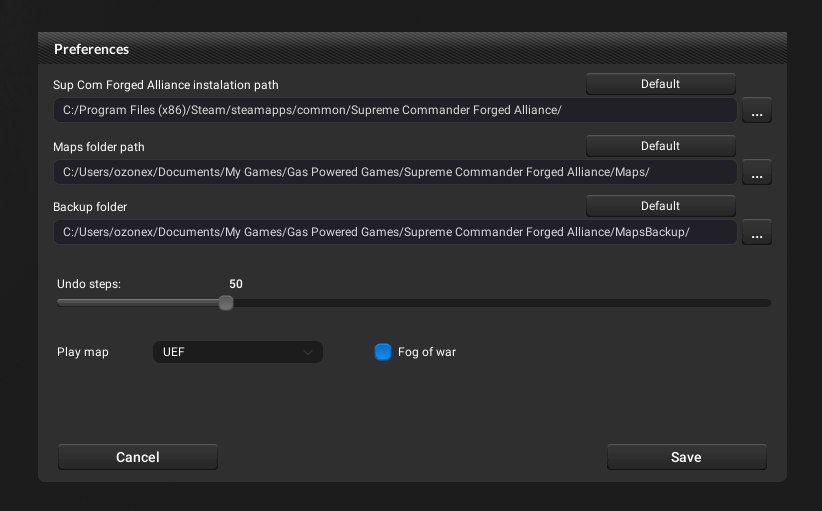 Preferences
Sup Com Forged Alliance instalation path
Default
C:/Program Files (x86)/Steam/steamapps/common/Supreme Commander Forged Alliance/
...
Maps folder path
Default
C:/Users/ozonex/Documents/My Games/Gas Powered Games/Supreme Commander Forged Alliance/Maps/
...
Backup folder
Default
C:/Users/ozonex/Documents/My Games/Gas Powered Games/Supreme Commander Forged Alliance/MapsBackup/
...
Undo steps: 50
Play map UEF Fog of war
Cancel Save